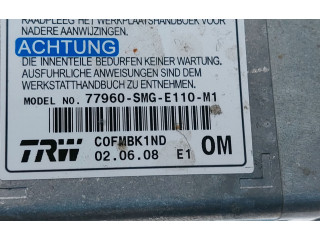 RAADPLEEG HET WERKPLAATSHANDBOEK VOOR
NADERE AANWIJZINGEN.
ACHTUNG
DIE INNENTEILE BEDÜRFEN KEINER WARTUNG.
AUSFÜHRLICHE ANWEISUNGEN SIND DEM
WERKSTATTHANDBUCH ZU ENTNEHMEN.
MODEL NO. 77960-SMG-E110-M1
TRW
COFMBK1ND
02.06.08 E1
OM